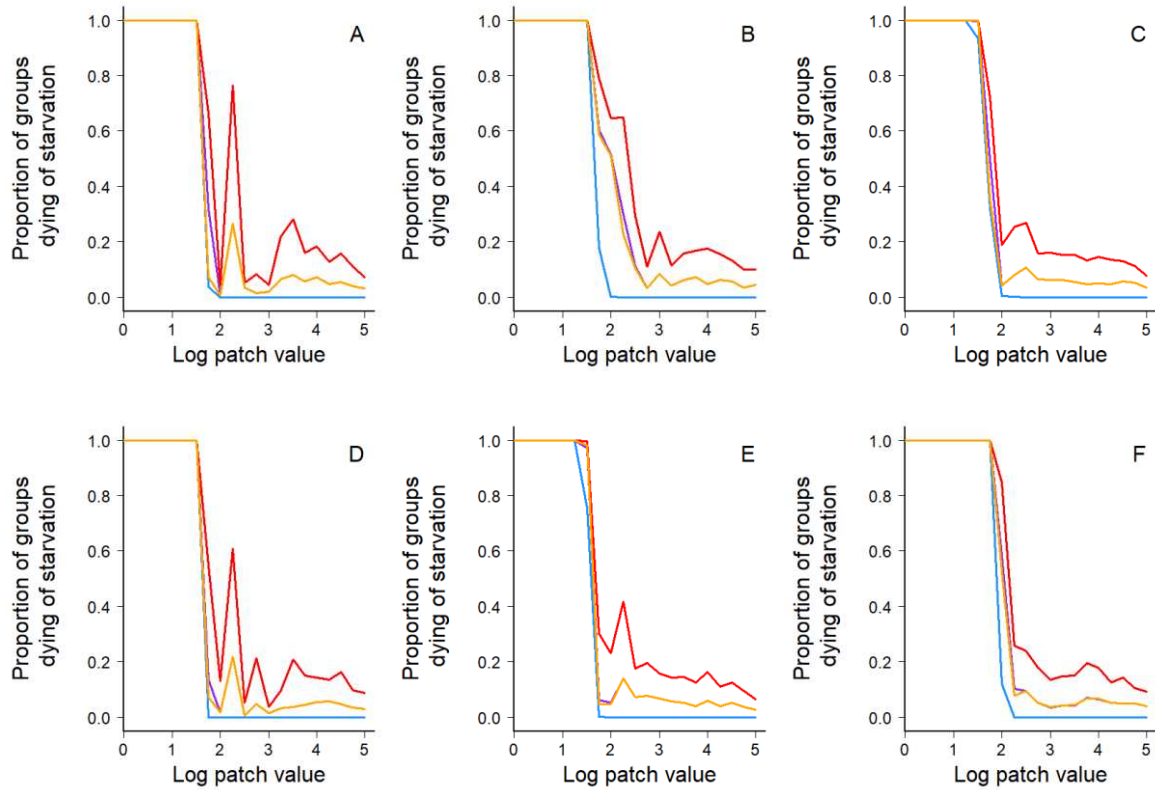 A
1.0
0.8
0.6
0.4
0.2
0.0
Proportion of groups
dying of starvation
0 1 2 3 4 5
Log patch value
B
1.0
0.8
0.6
0.4
0.2
0.0
Proportion of groups
dying of starvation
0 1 2 3 4 5
Log patch value
C
1.0
0.8
0.6
0.4
0.2
0.0
Proportion of groups
dying of starvation
0 1 2 3 4 5
Log patch value
D
1.0
0.8
0.6
0.4
0.2
0.0
Proportion of groups
dying of starvation
0 1 2 3 4 5
Log patch value
E
1.0
0.8
0.6
0.4
0.2
0.0
Proportion of groups
dying of starvation
0 1 2 3 4 5
Log patch value
F
1.0
0.8
0.6
0.4
0.2
0.0
Proportion of groups
dying of starvation
0 1 2 3 4 5
Log patch value